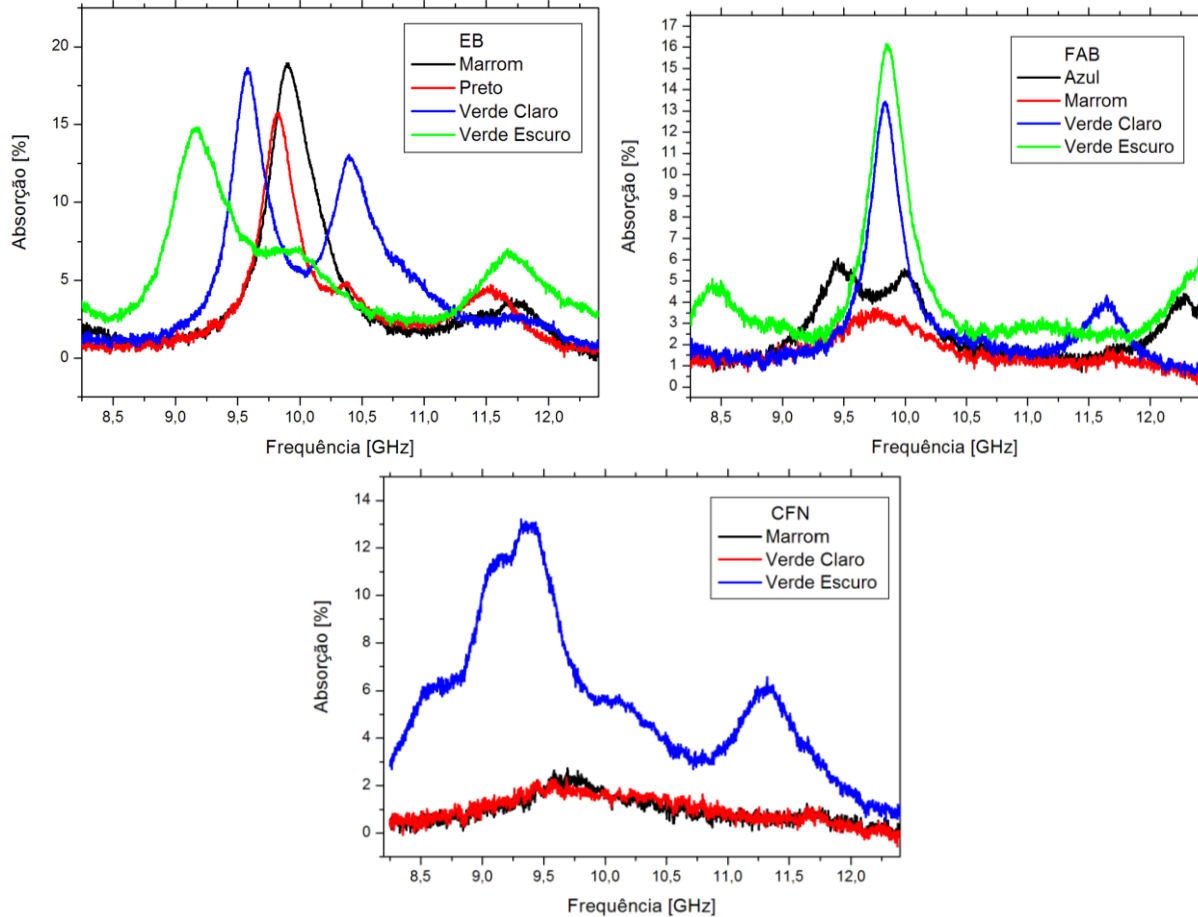 EB
Marrom
Preto
Verde Claro
Verde Escuro
Absorção [%]
20
15
10
5
0
8,5 9,0 9,5 10,0 10,5 11,0 11,5 12,0
Frequência [GHz]
FAB
Azul
Marrom
Verde Claro
Verde Escuro
Absorção [%]
17
16
15
14
13
12
11
10
9
8
7
6
5
4
3
2
1
0
8,5 9,0 9,5 10,0 10,5 11,0 11,5 12,0
Frequência [GHz]
CFN
Marrom
Verde Claro
Verde Escuro
Absorção [%]
14
12
10
8
6
4
2
0
8,5 9,0 9,5 10,0 10,5 11,0 11,5 12,0
Frequência [GHz]